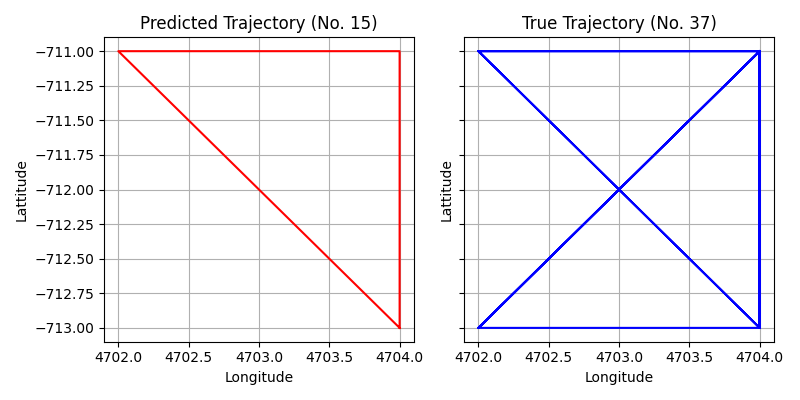 Predicted Trajectory (No. 15)
True Trajectory (No. 37)
−711.00
−711.25
−711.50
−711.75
−712.00
−712.25
−712.50
−712.75
−713.00
Lattitude
Lattitude
4702.0 4702.5 4703.0 4703.5 4704.0
4702.0 4702.5 4703.0 4703.5 4704.0
Longitude
Longitude